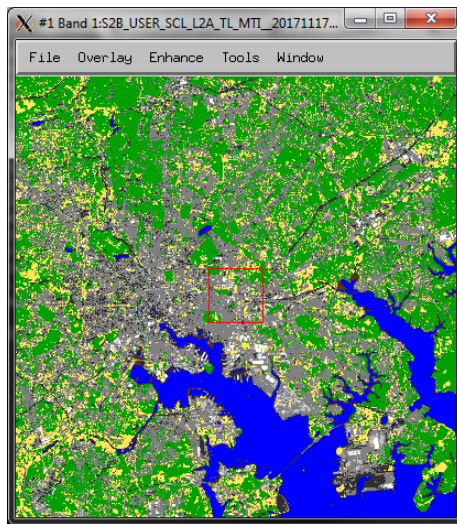 #1 Band 1:S2B_USER_SCL_L2A_TL_MTI__20171117...
File Overlay Enhance Tools Window